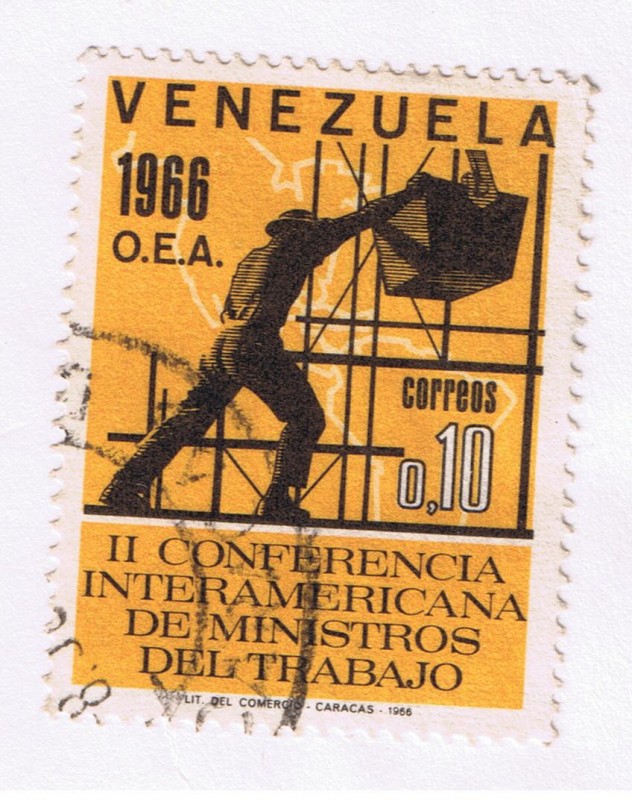 VENEZUELA
1966
O.E.A.
correos
0,10
II CONFERENCIA
INTERAMERICANA
DE MINISTROS
DEL TRABAJO
LIT. DEL COMERCIO - CARACAS - 1966